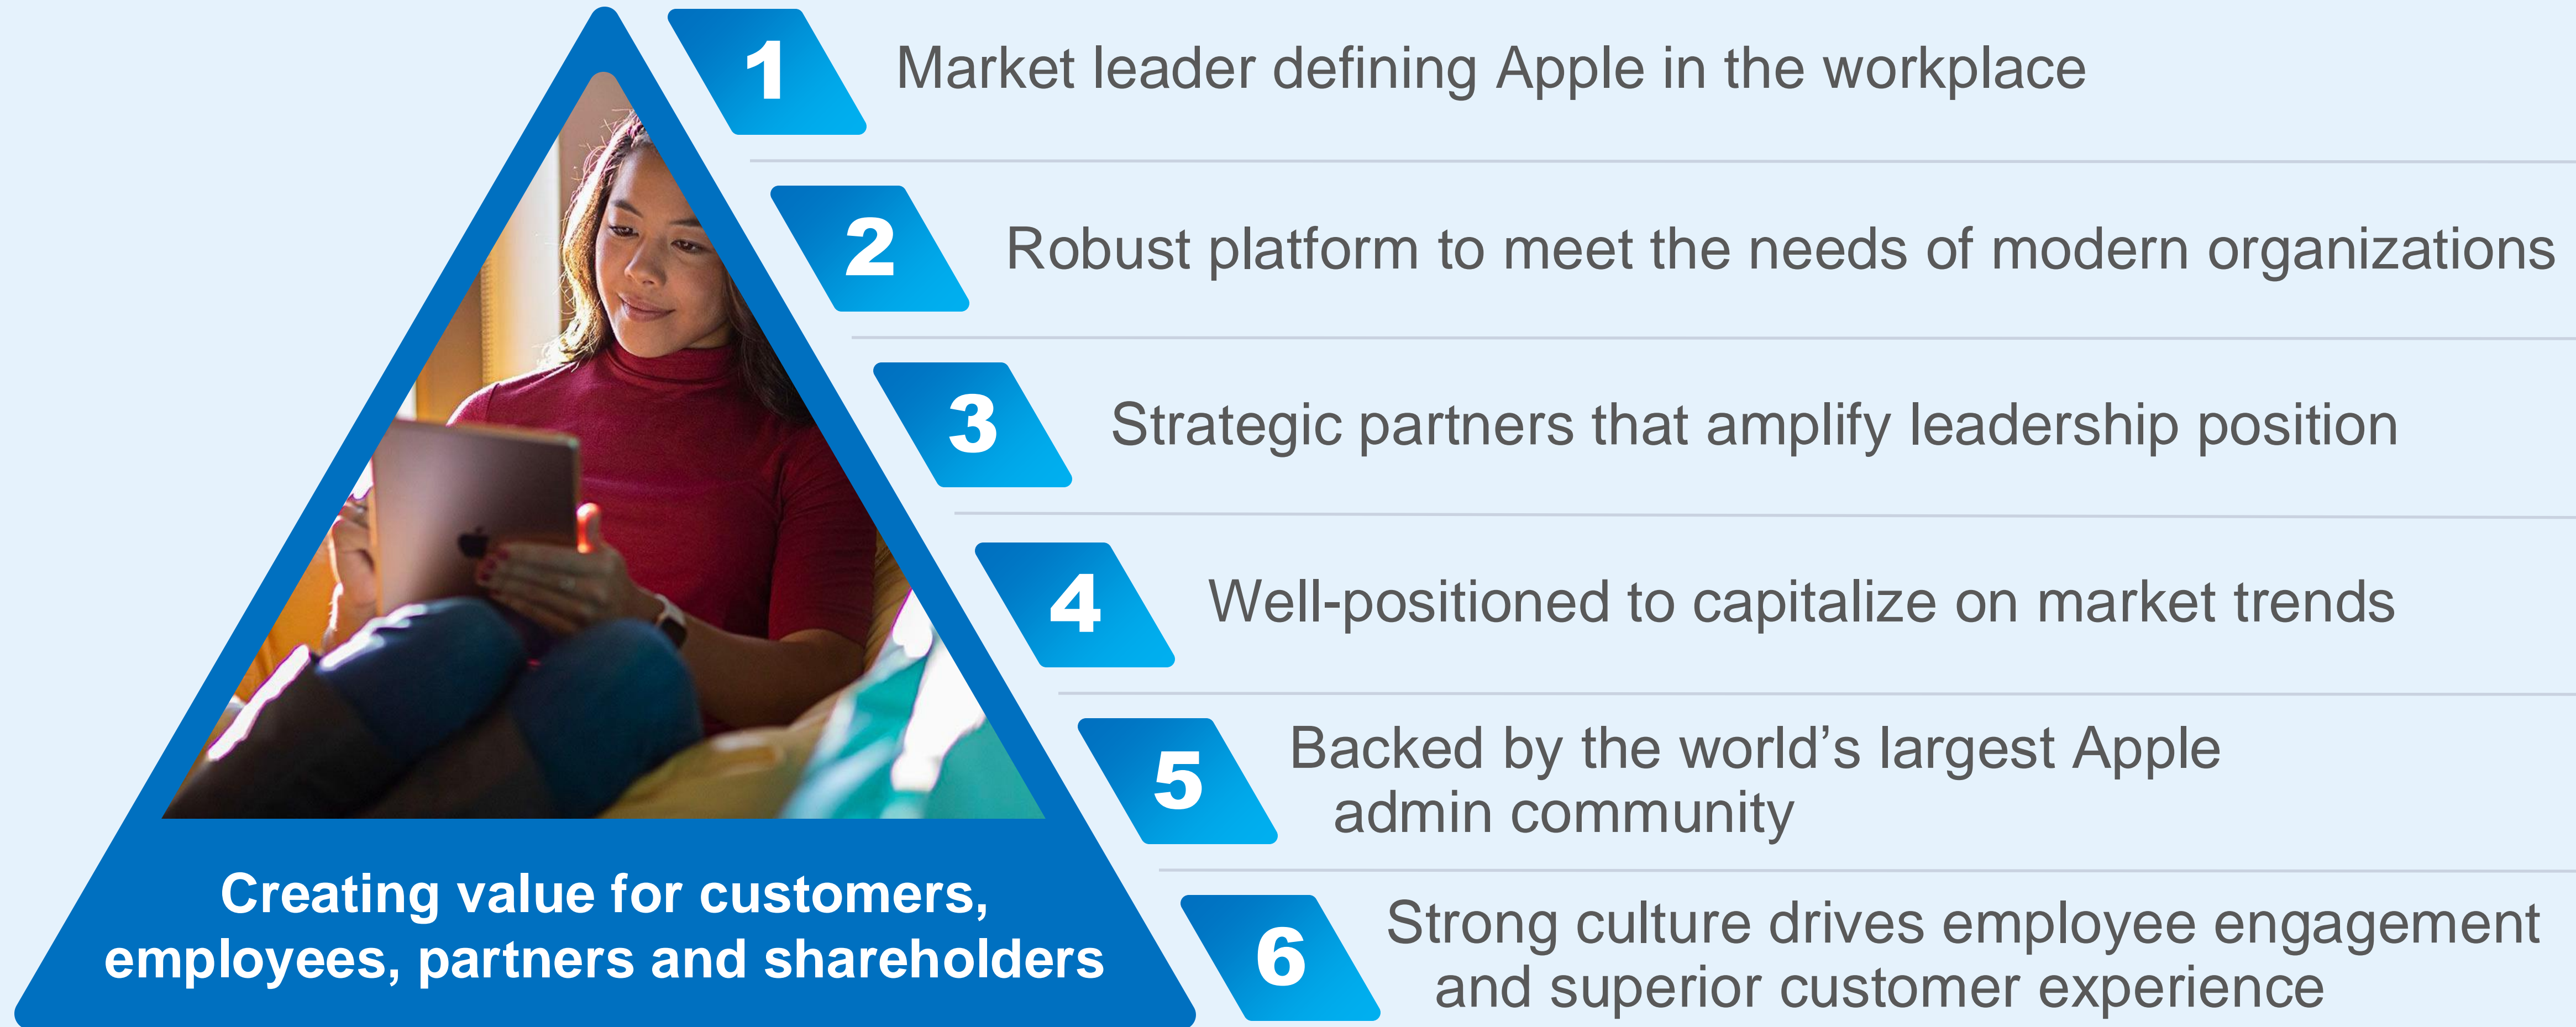 1
Market leader defining Apple in the workplace
2
Robust platform to meet the needs of modern organizations
3
Strategic partners that amplify leadership position
4
Well-positioned to capitalize on market trends
5
Backed by the world’s largest Apple
admin community
6
Strong culture drives employee engagement
and superior customer experience
Creating value for customers,
employees, partners and shareholders